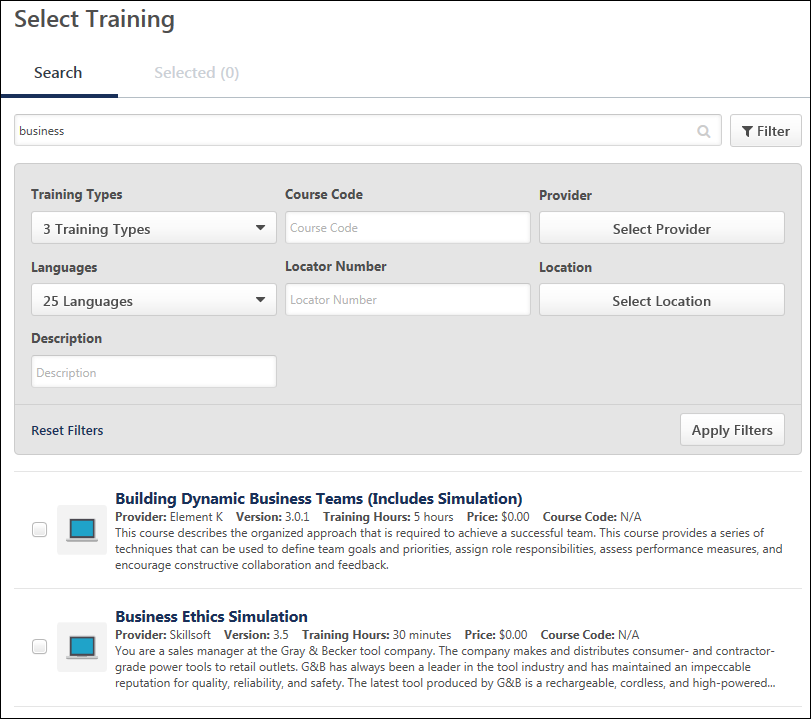 Select Training
Search
Selected (0)
business
Filter
Training Types
Course Code
Provider
3 Training Types
Course Code
Select Provider
Languages
Locator Number
Location
25 Languages
Locator Number
Select Location
Description
Description
Reset Filters
Apply Filters
Building Dynamic Business Teams (Includes Simulation)
Provider: Element K Version: 3.0.1 Training Hours: 5 hours Price: $0.00 Course Code: N/A
This course describes the organized approach that is required to achieve a successful team. This course provides a series of
techniques that can be used to define team goals and priorities, assign role responsibilities, assess performance measures, and
encourage constructive collaboration and feedback.
Business Ethics Simulation
Provider: Skillsoft Version: 3.5 Training Hours: 30 minutes Price: $0.00 Course Code: N/A
You are a sales manager at the Gray & Becker tool company. The company makes and distributes consumer- and contractor-
grade power tools to retail outlets. G&B has always been a leader in the tool industry and has maintained an impeccable
reputation for quality, reliability, and safety. The latest tool produced by G&B is a rechargeable, cordless, and high-powered...